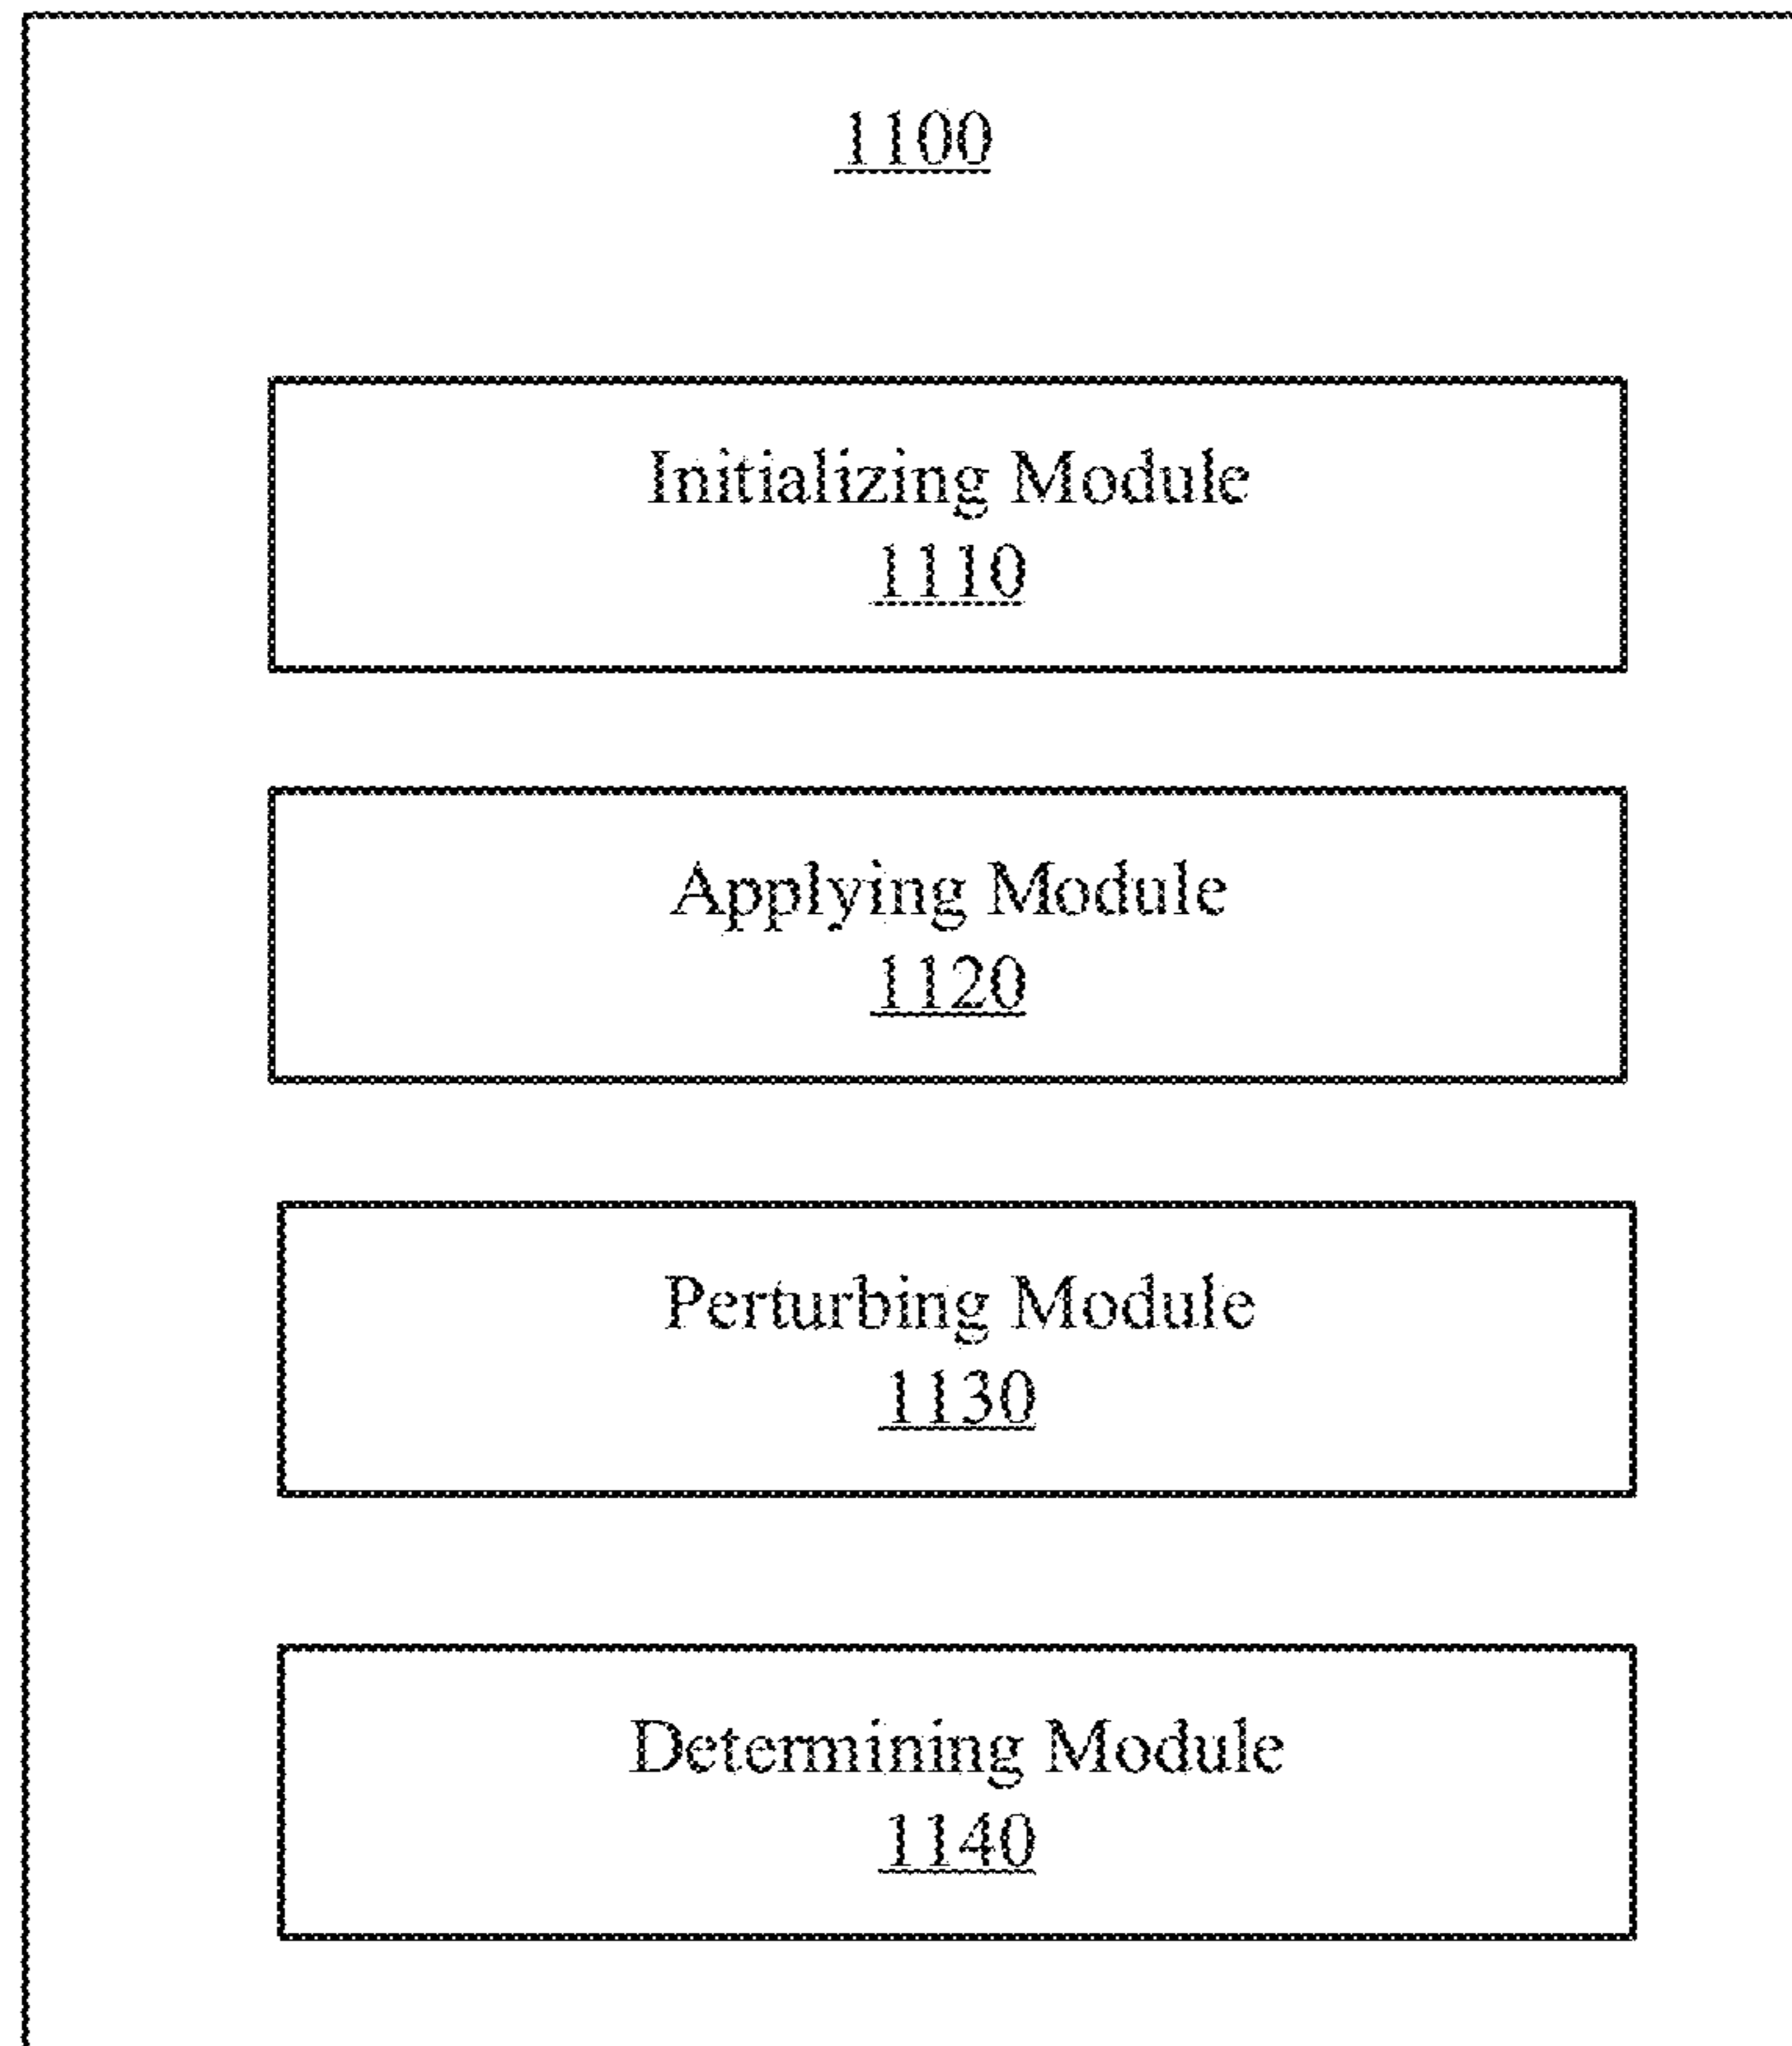 1100
Initializing Module
1110
Applying Module
1120
Perturbing Module
1130
Determining Module
1140